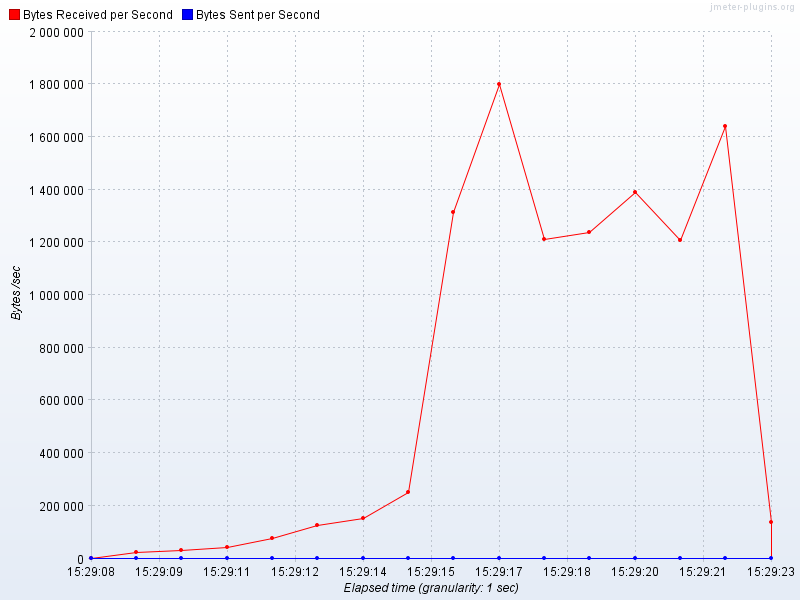 jmeter-plugins.org
Bytes Received per Second Bytes Sent per Second
2 000 000
1 800 000
1 600 000
1 400 000
1 200 000
1 000 000
800 000
600 000
400 000
200 000
0
Bytes /sec
15:29:08 15:29:09 15:29:11 15:29:12 15:29:14 15:29:15 15:29:17 15:29:18 15:29:20 15:29:21 15:29:23
Elapsed time (granularity: 1 sec)